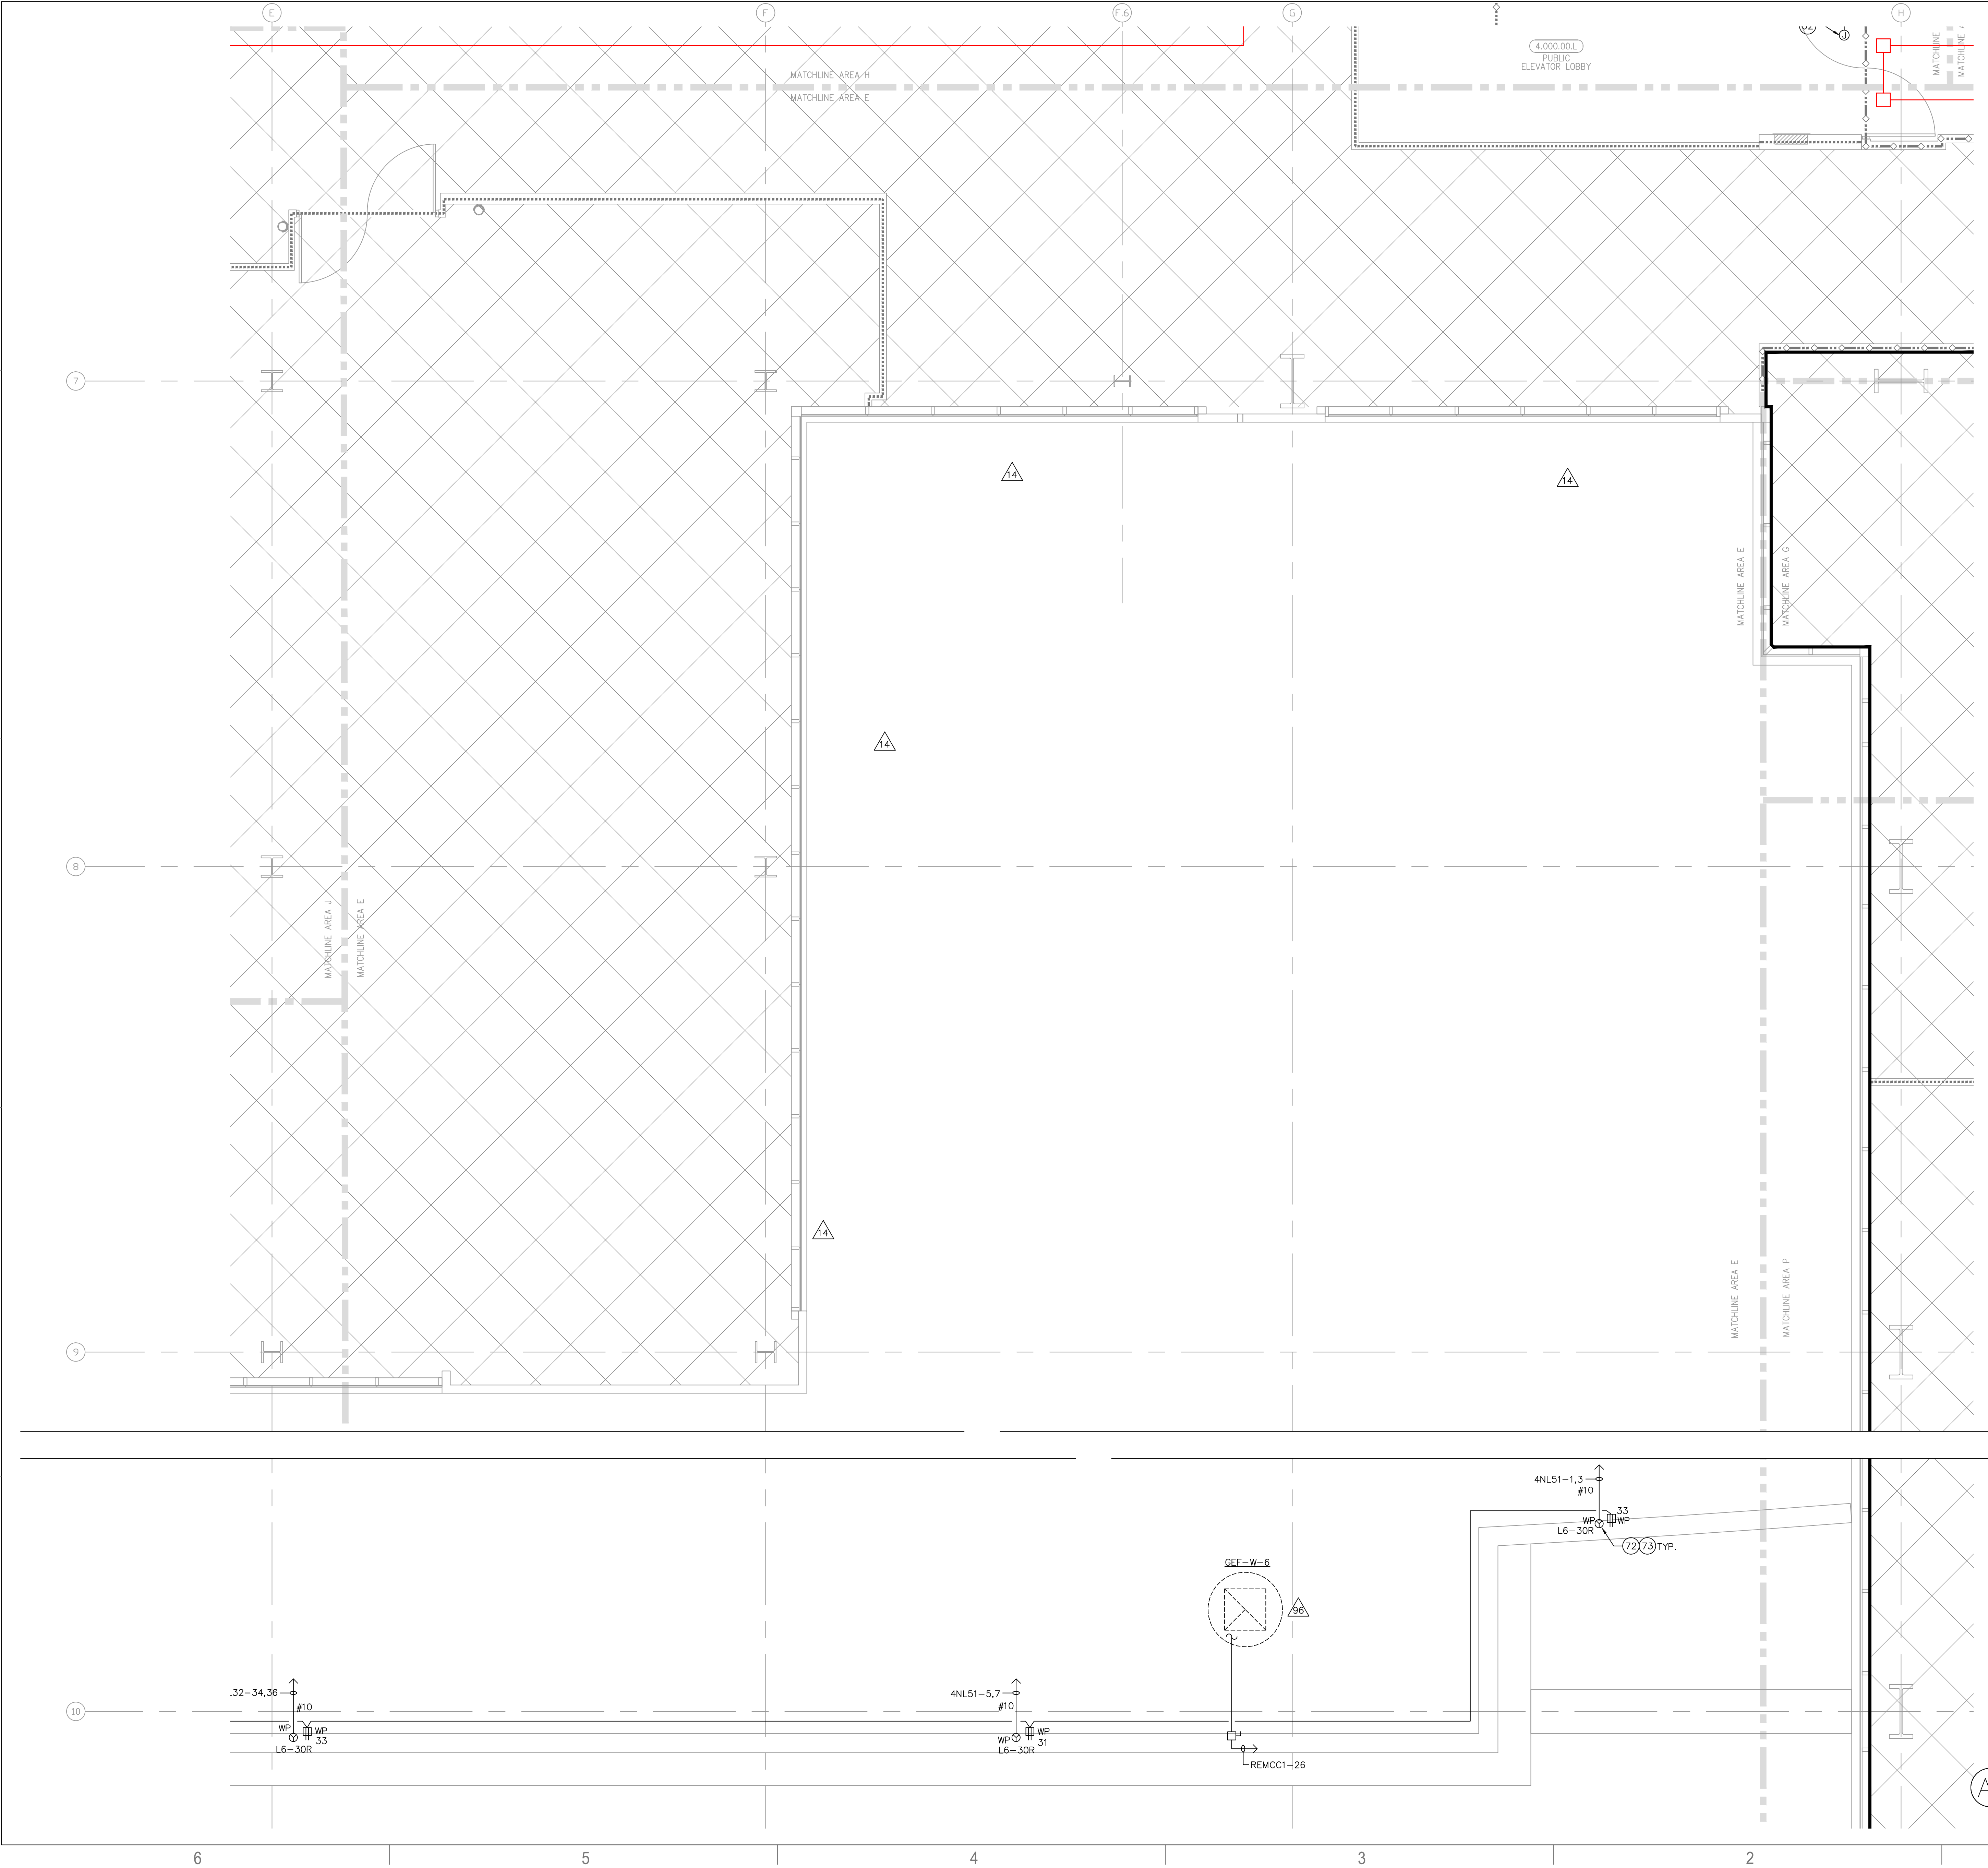 E
F
F.6
G
H
4.000.00.L
PUBLIC
ELEVATOR LOBBY
J
MATCHLINE
MATCHLINE
MATCHLINE AREA H
MATCHLINE AREA E
7
14
14
MATCHLINE AREA E
MATCHLINE AREA G
14
8
MATCHLINE AREA J
MATCHLINE AREA E
14
MATCHLINE AREA E
MATCHLINE AREA P
9
4NL51-1,3
#10
33
WP
WP
L6-30R
72
73
TYP.
GEF-W-6
96
.32-34,36
#10
WP
WP
33
L6-30R
4NL51-5,7
#10
WP
WP
31
L6-30R
10
REMCC1-26
A
6
5
4
3
2